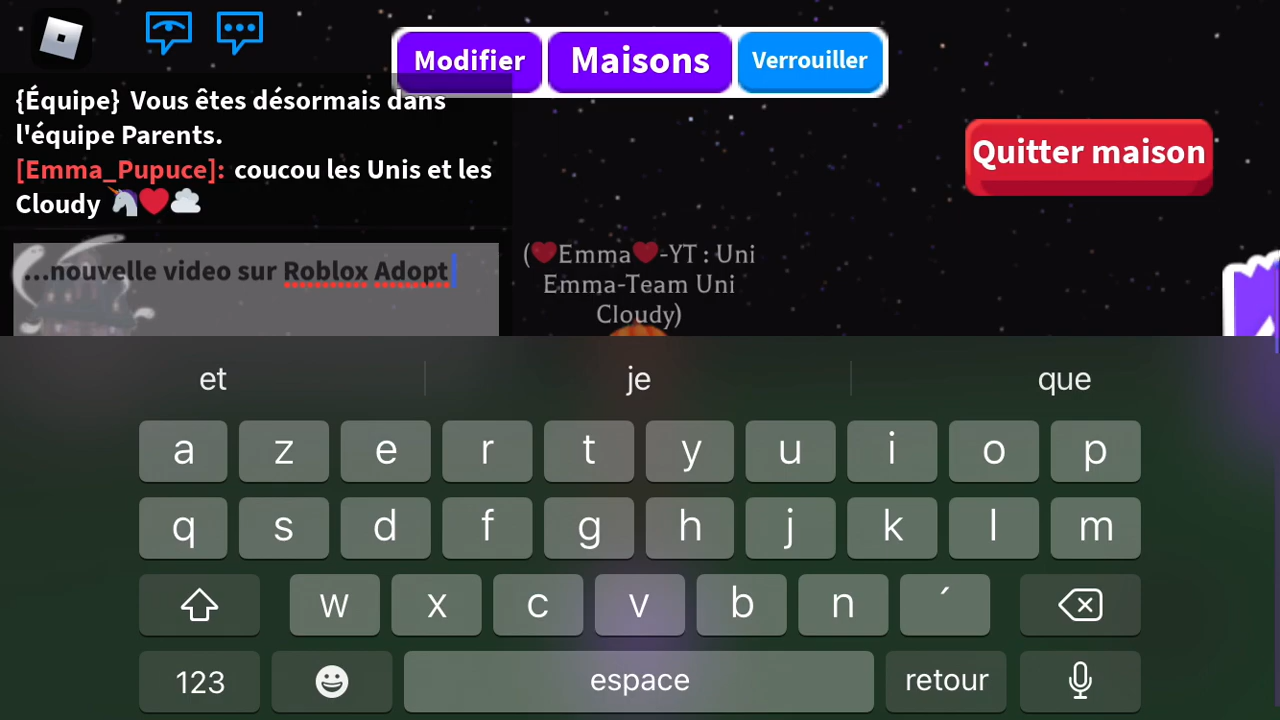 Modifier
Maisons
Verrouiller
{Équipe} Vous êtes désormais dans
l'équipe Parents.
[Emma_Pupuce]: coucou les Unis et les
Cloudy 🦄❤️☁️
Quitter maison
...nouvelle video sur Roblox Adopt
(❤️Emma❤️-YT : Uni
Emma-Team Uni
Cloudy)
et je que
a z e r t y u i o p
q s d f g h j k l m
w x c v b n ´
123 espace retour